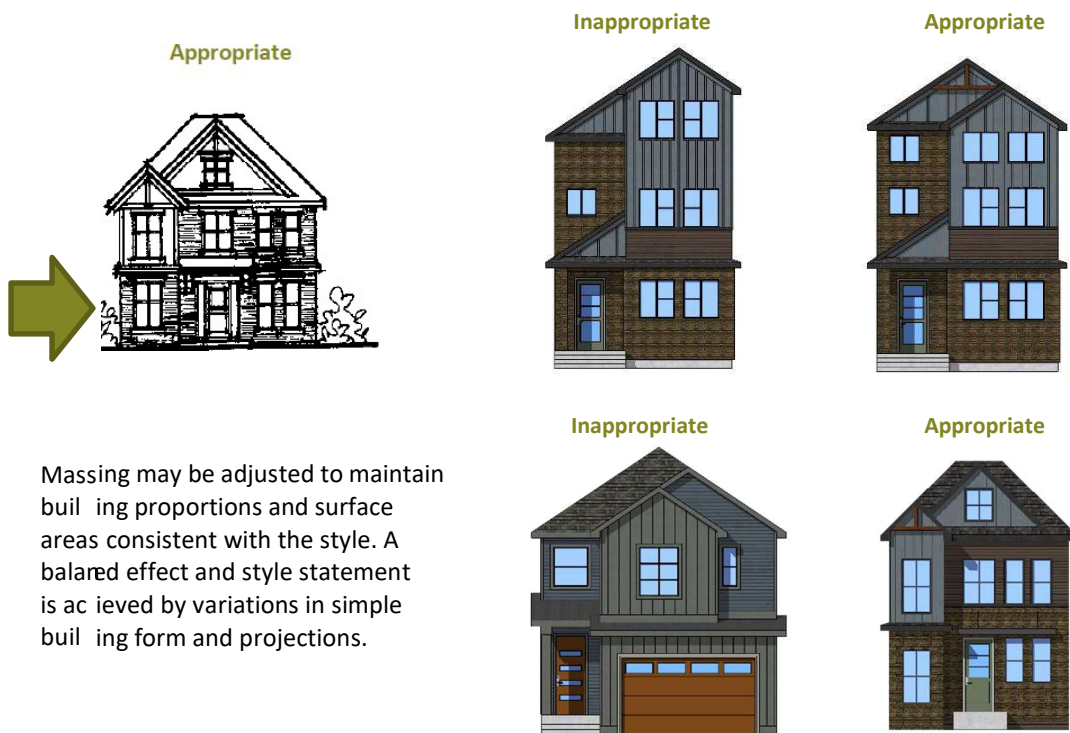 Inappropriate
Appropriate
Appropriate
Inappropriate
Appropriate
Massing may be adjusted to maintain
buil ing proportions and surface
areas consistent with the style. A
balaned effect and style statement
is ac ieved by variations in simple
buil ing form and projections.